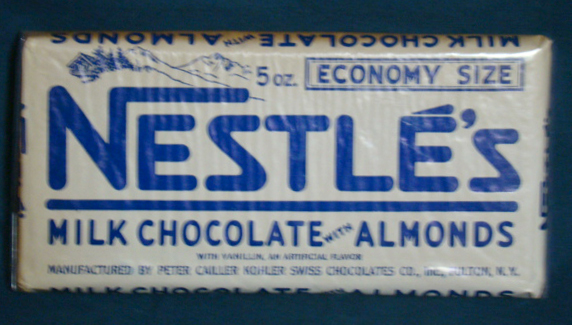 MILK CHOCOLATE WITH ALMONDS
5 oz. ECONOMY SIZE
NESTLÉ'S
MILK CHOCOLATE WITH ALMONDS
WITH VANILLIN, AN ARTIFICIAL FLAVOR
MANUFACTURED BY PETER CAILLER KOHLER SWISS CHOCOLATES CO., INC., FULTON, N.Y.
MILK CHOCOLATE WITH ALMONDS